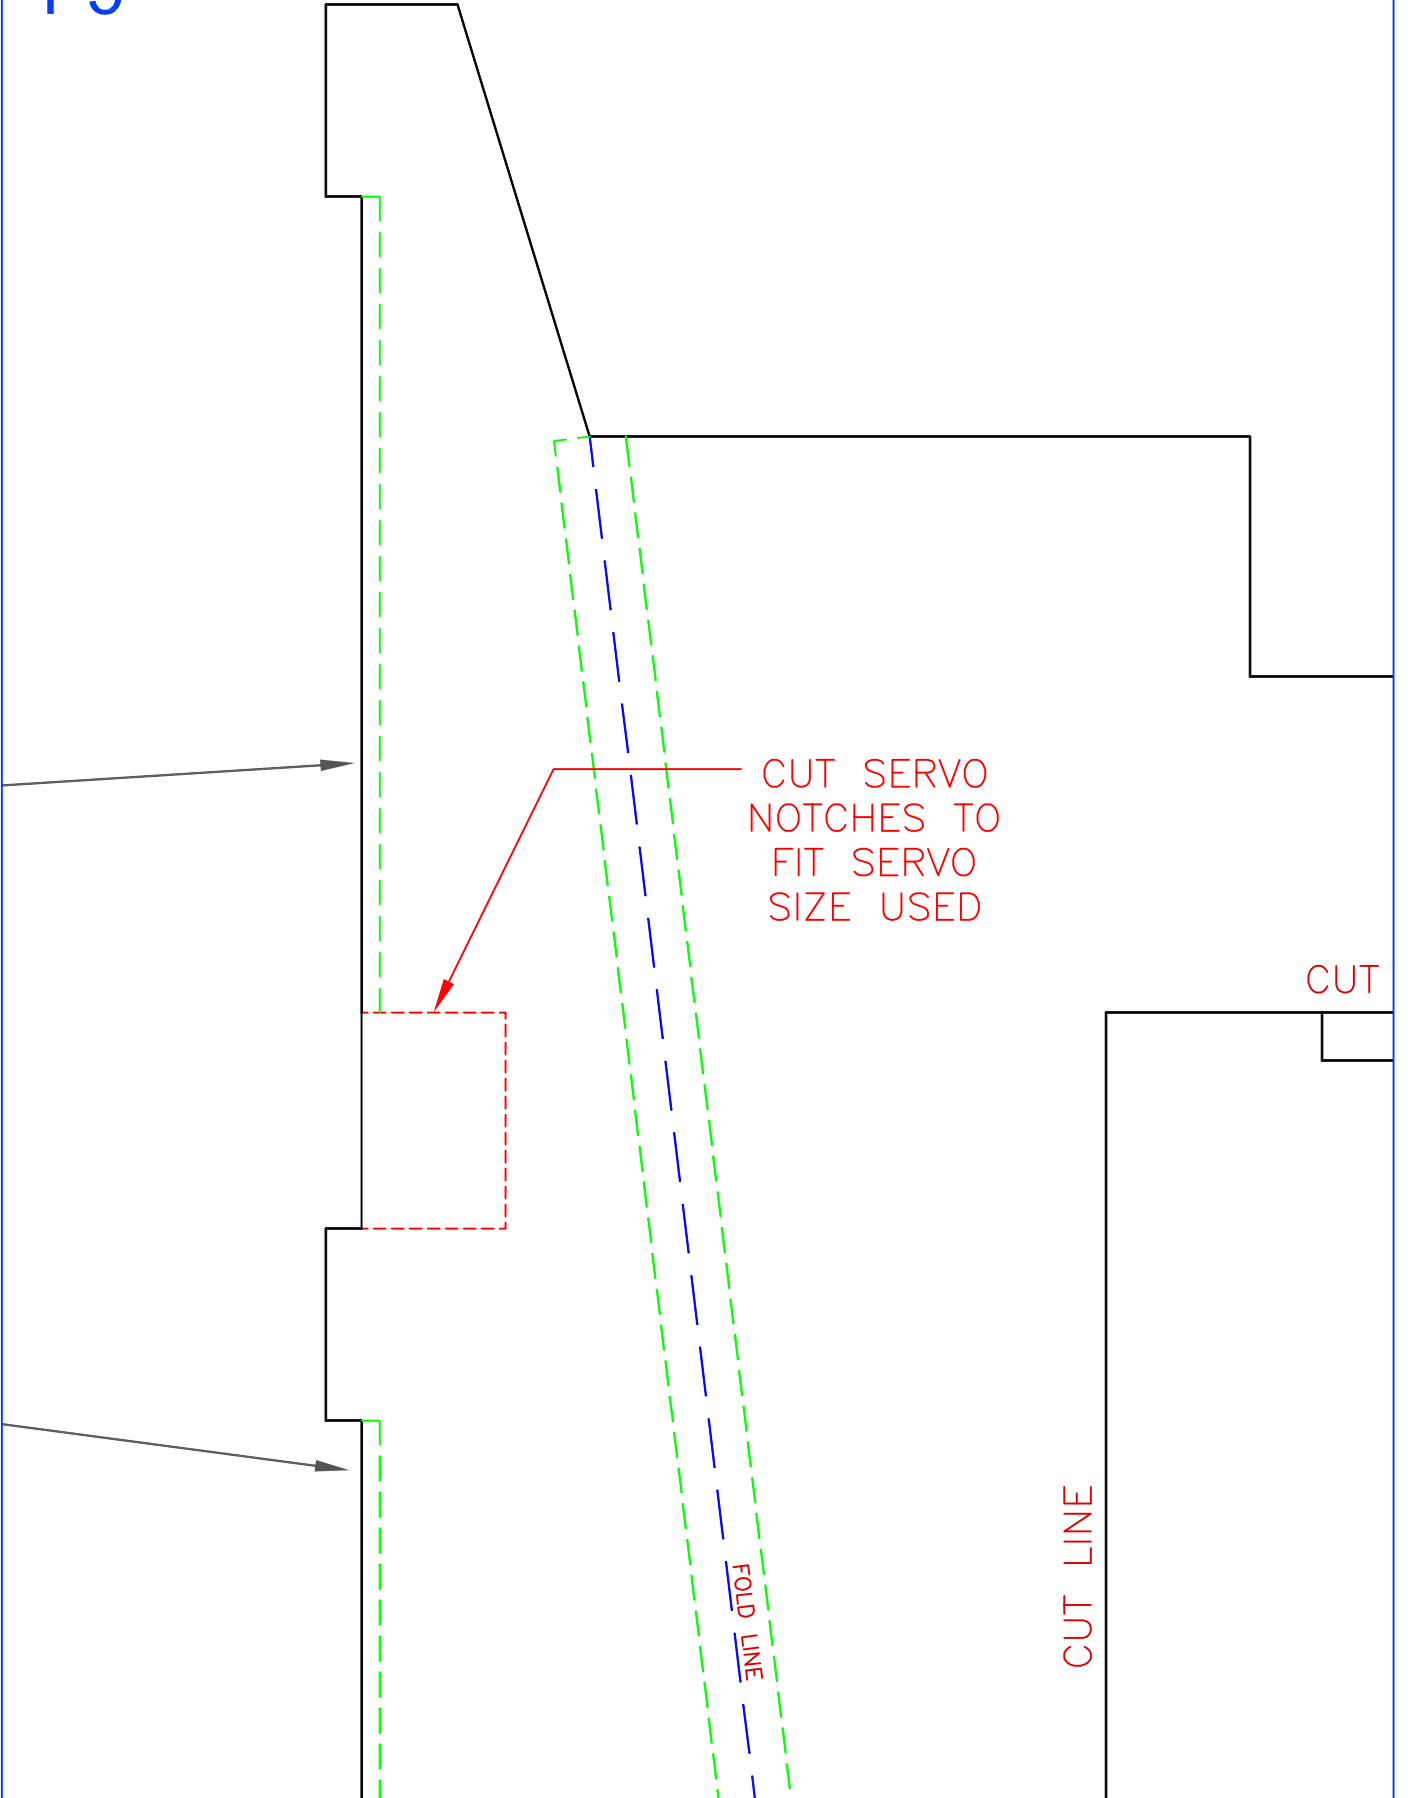 CUT SERVO
NOTCHES TO
FIT SERVO
SIZE USED
CUT
CUT LINE
FOLD LINE